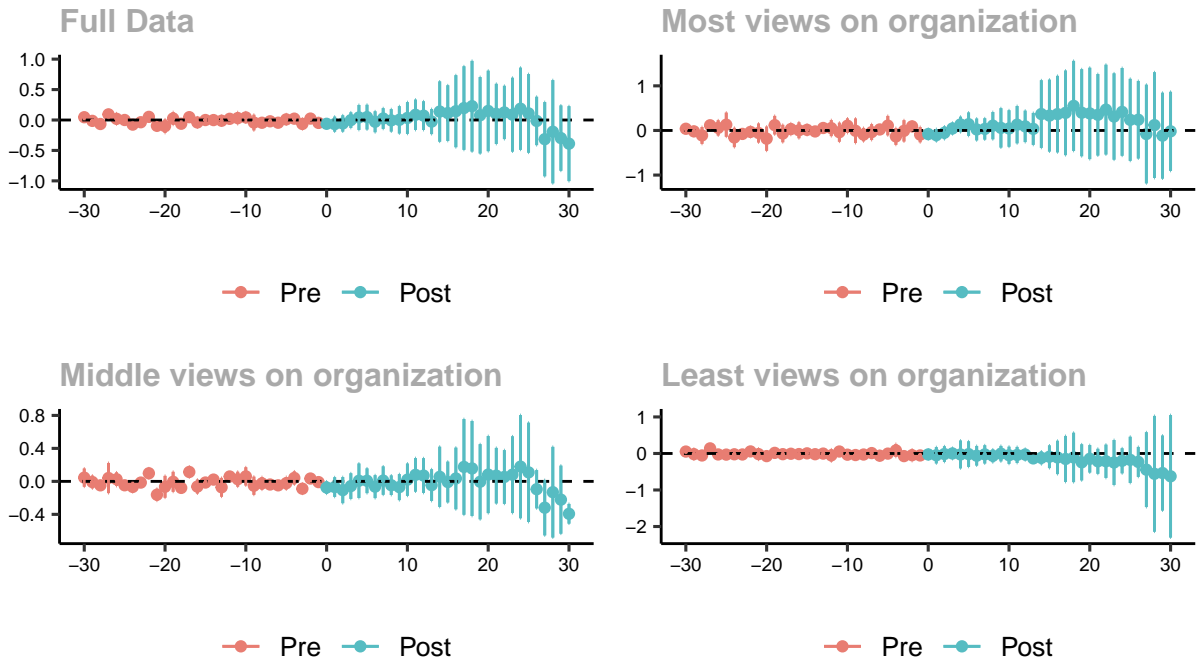 Full Data
1.0
0.5
0.0
−0.5
−1.0
−30 −20 −10 0 10 20 30
Pre Post
Most views on organization
1
0
−1
−30 −20 −10 0 10 20 30
Pre Post
Middle views on organization
0.8
0.4
0.0
−0.4
−30 −20 −10 0 10 20 30
Pre Post
Least views on organization
1
0
−1
−2
−30 −20 −10 0 10 20 30
Pre Post